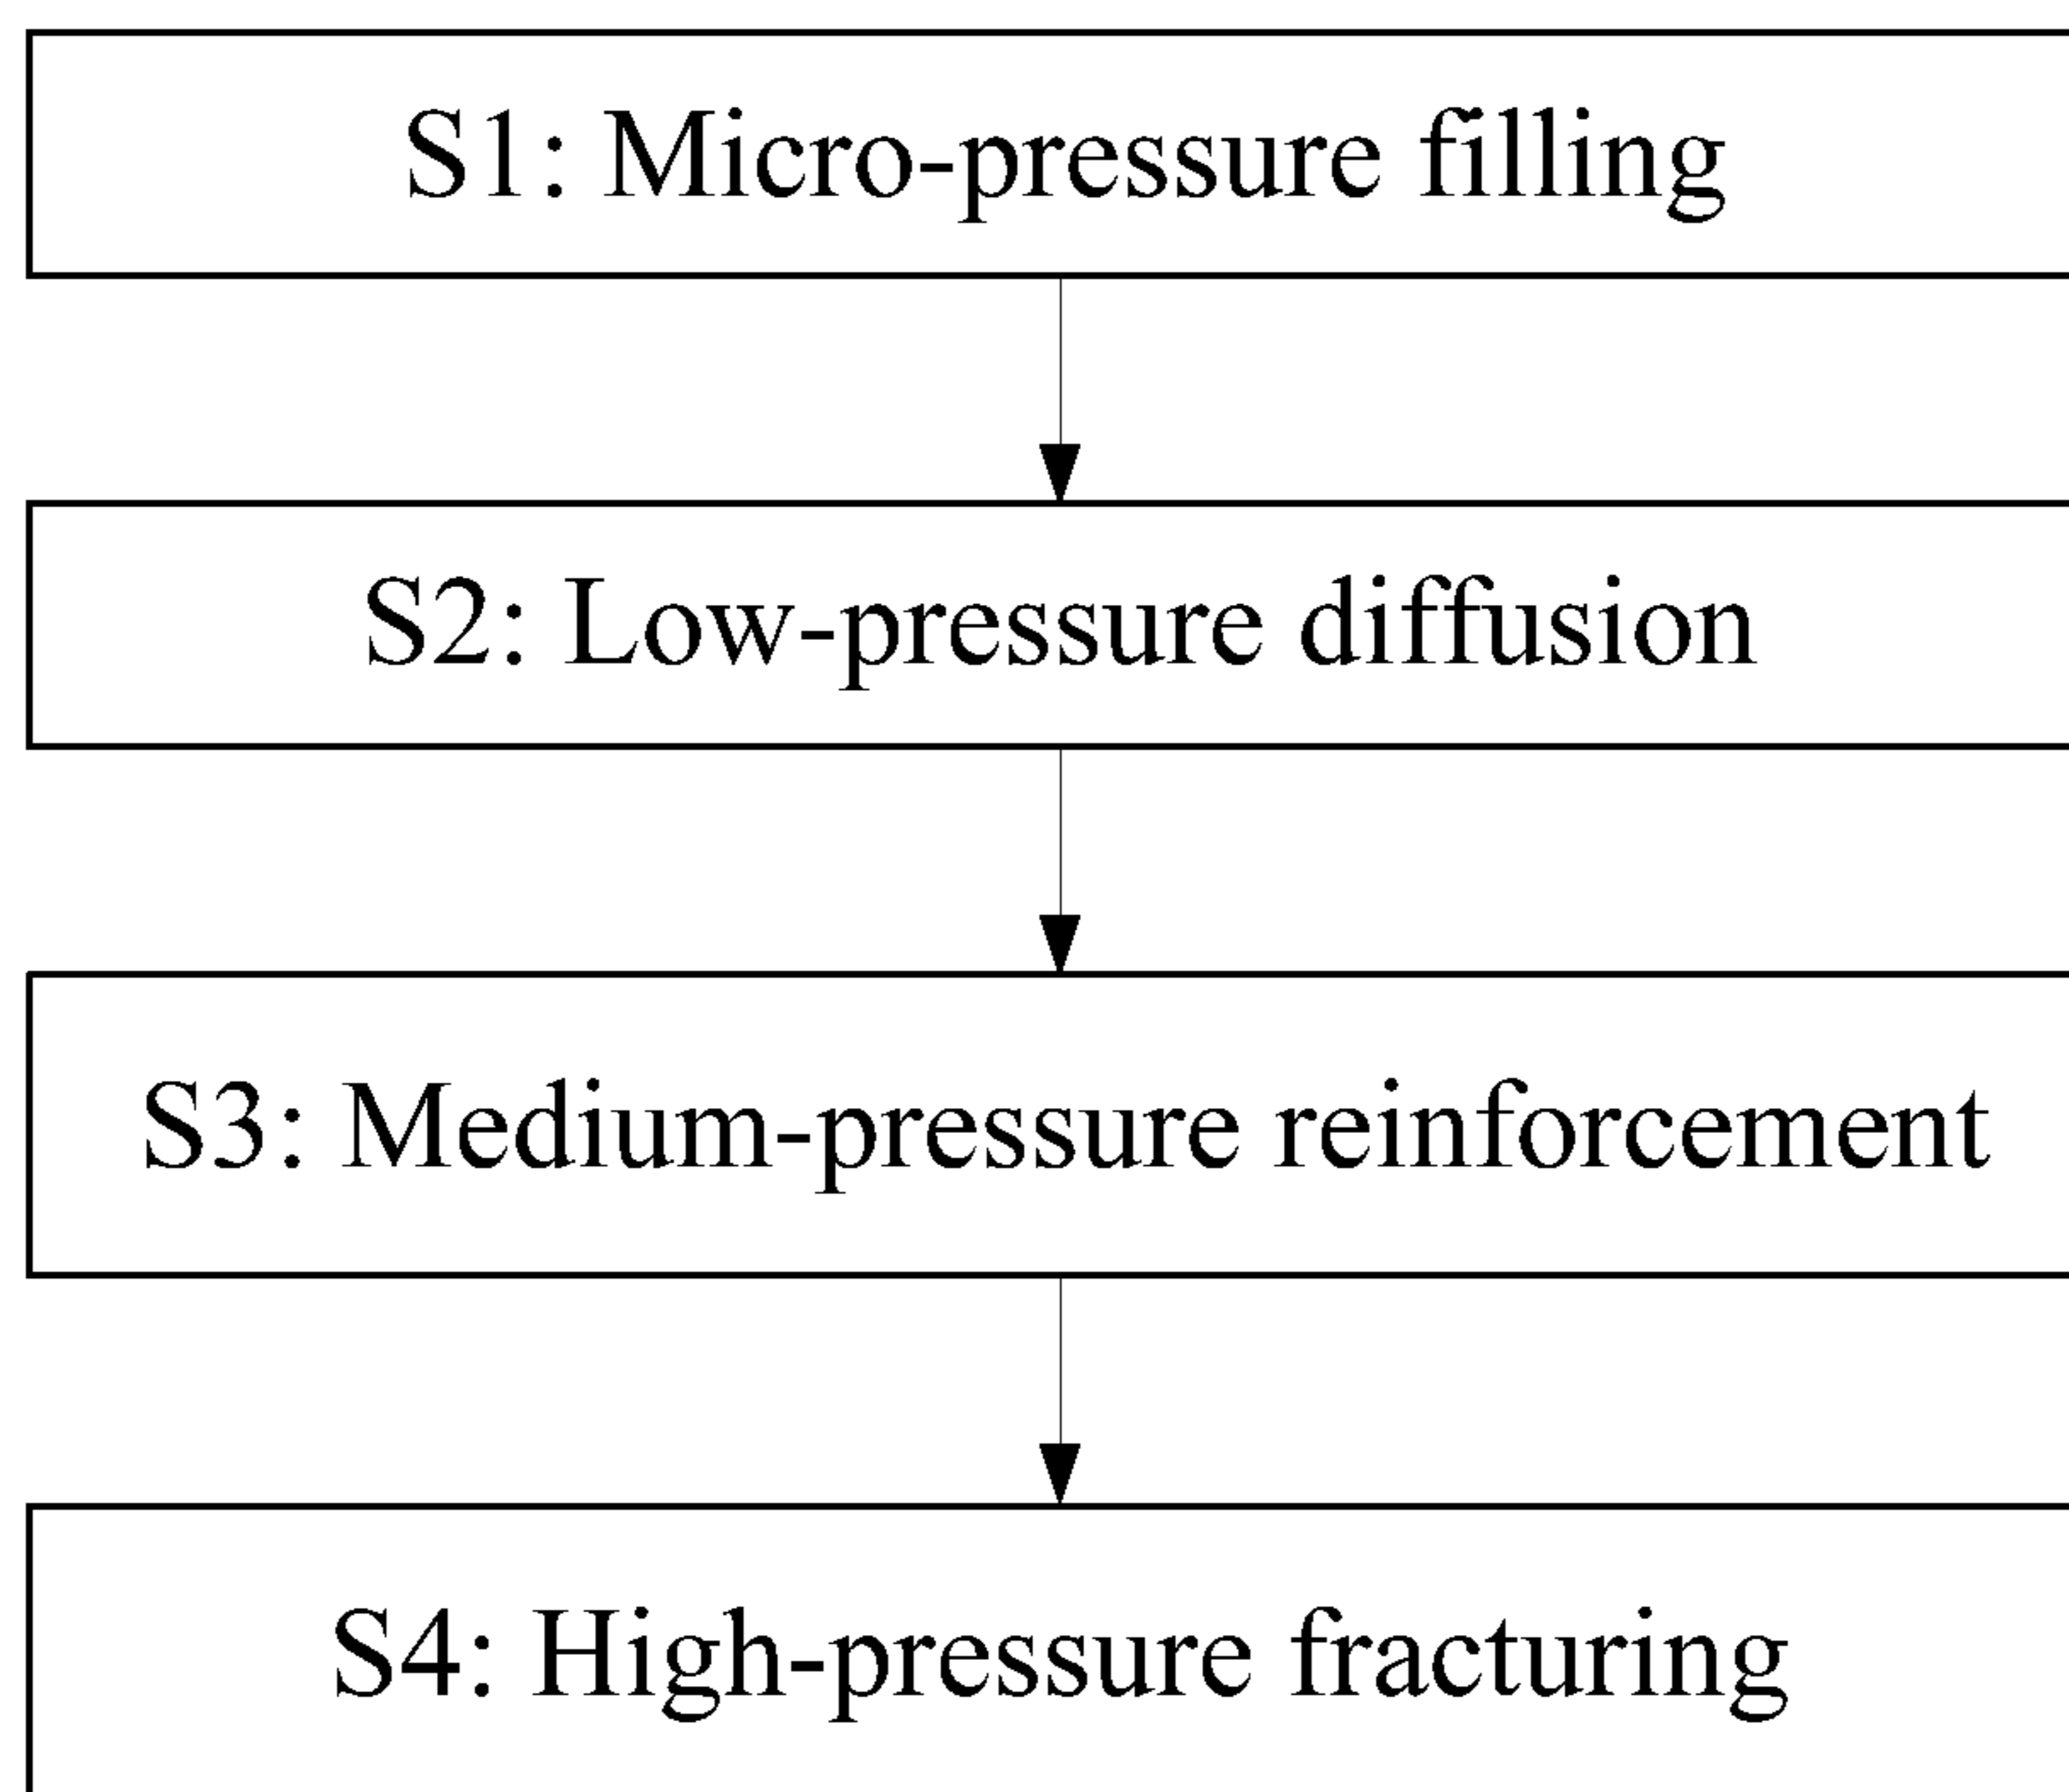 S1: Micro-pressure filling
S2: Low-pressure diffusion
S3: Medium-pressure reinforcement
S4: High-pressure fracturing